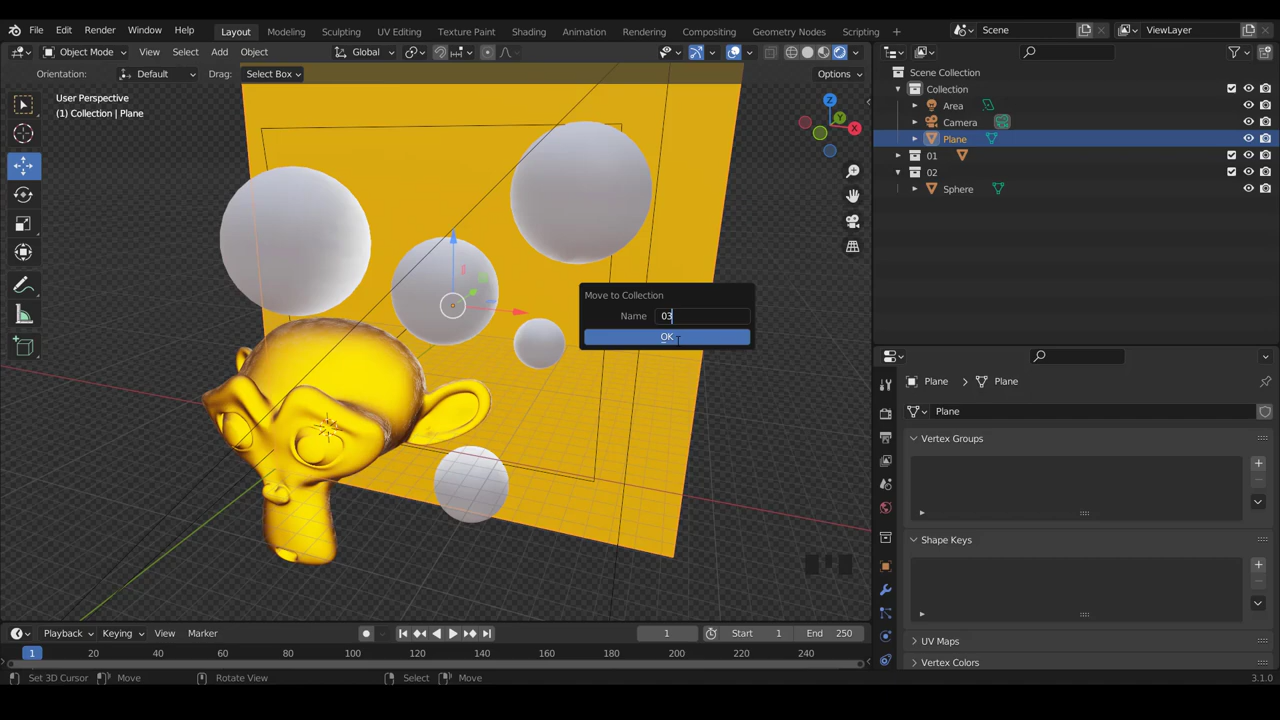 File Edit Render Window Help
Layout Modeling Sculpting UV Editing Texture Paint Shading Animation Rendering Compositing Geometry Nodes Scripting
Scene
ViewLayer
Object Mode View Select Add Object
Global
Orientation: Default Drag: Select Box
Options
User Perspective
(1) Collection | Plane
Z
Y
X
Move to Collection
Name 03
OK
Scene Collection
Collection
Area
Camera
Plane
01
02
Sphere
Plane Plane
Plane
Vertex Groups
Shape Keys
UV Maps
Vertex Colors
Playback Keying View Marker
1 Start 1 End 250
1 20 40 60 80 100 120 140 160 180 200 220 240
Set 3D Cursor Move Rotate View Select Move 3.1.0